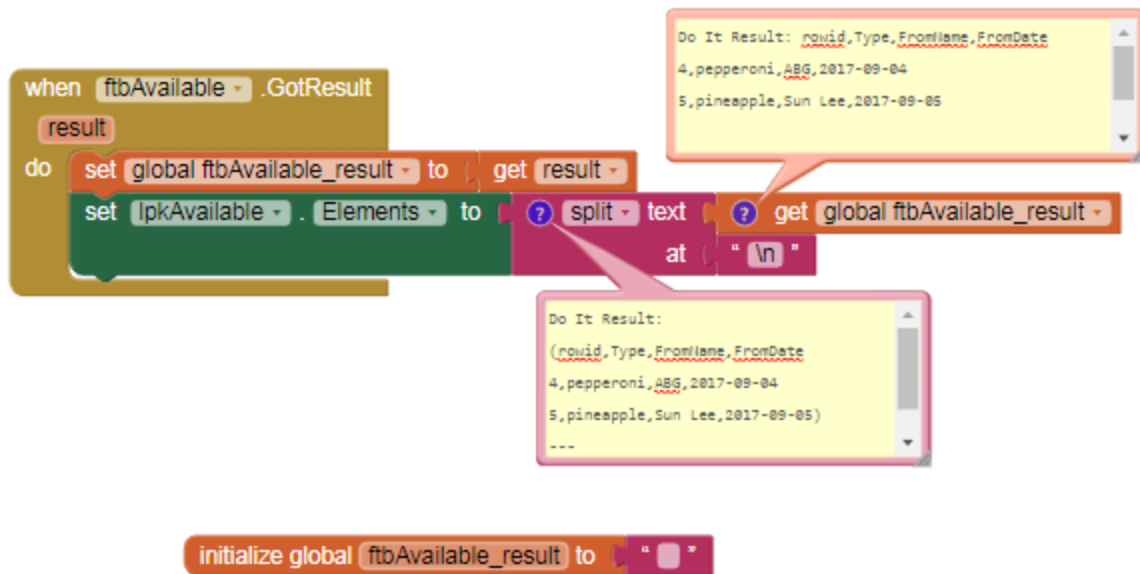 Do It Result: rowid,Type,FromName,FromDate
4,pepperoni,ABG,2017-09-04
5,pineapple,Sun Lee,2017-09-05
when ftbAvailable .GotResult
result
do set global ftbAvailable_result to get result
set lpkAvailable . Elements to ? split text ? get global ftbAvailable_result
at " \n "
Do It Result:
(rowid,Type,FromName,FromDate
4,pepperoni,ABG,2017-09-04
5,pineapple,Sun Lee,2017-09-05)
---
initialize global ftbAvailable_result to " "